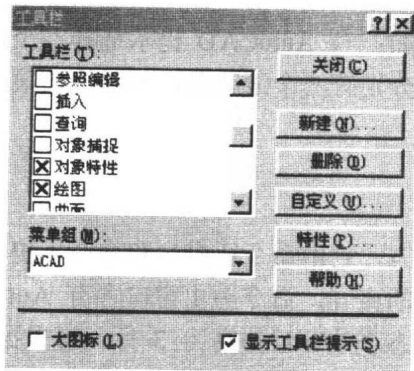 工具栏
工具栏(T):
参照编辑
插入
查询
对象捕捉
对象特性
绘图
曲面
菜单组(M):
ACAD
关闭(C)
新建(N)...
删除(D)
自定义(U)...
特性(P)...
帮助(H)
大图标(L)
显示工具栏提示(S)